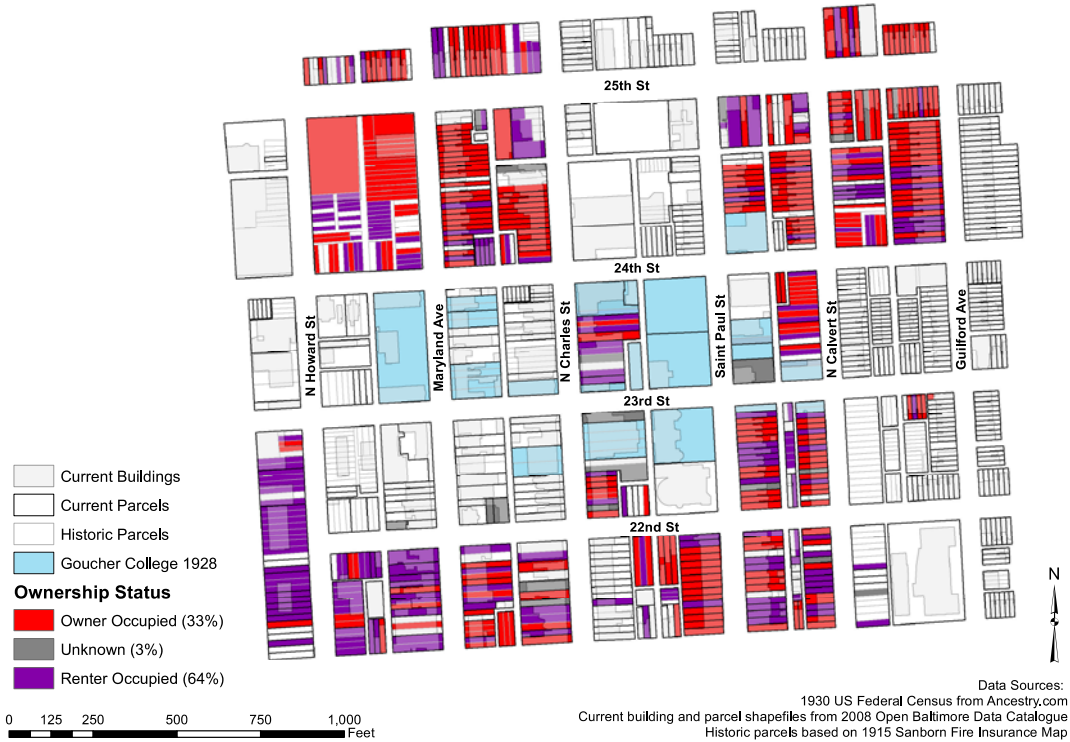 25th St
24th St
N Howard St
Maryland Ave
N Charles St
Saint Paul St
N Calvert St
Guilford Ave
23rd St
22nd St
Current Buildings
Current Parcels
Historic Parcels
Goucher College 1928
Ownership Status
Owner Occupied (33%)
Unknown (3%)
Renter Occupied (64%)
0 125 250 500 750 1,000
Feet
N
Data Sources:
1930 US Federal Census from Ancestry.com
Current building and parcel shapefiles from 2008 Open Baltimore Data Catalogue
Historic parcels based on 1915 Sanborn Fire Insurance Map